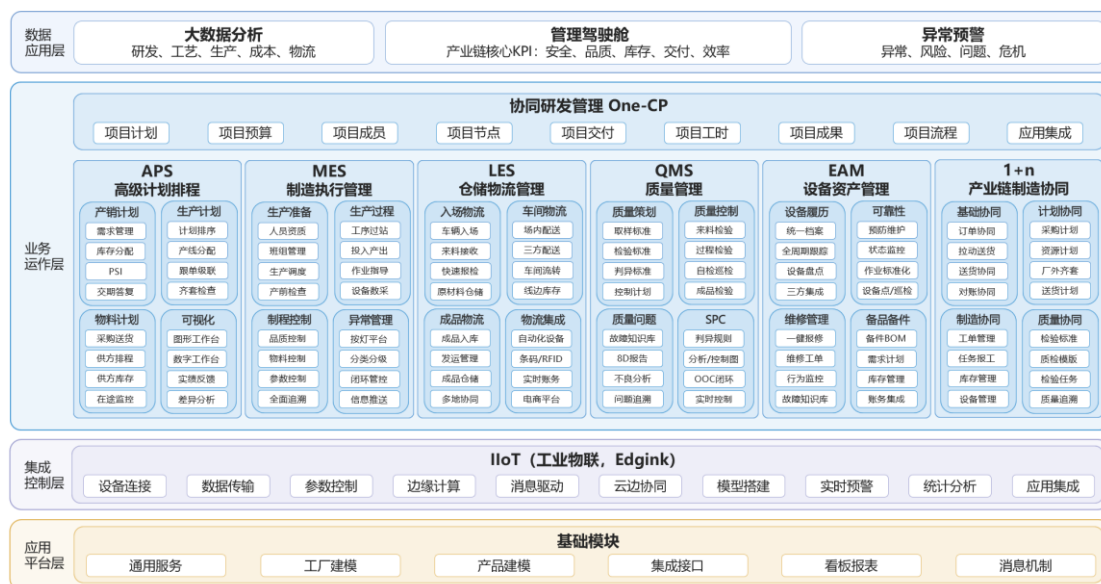 数据
应用层
大数据分析
研发、工艺、生产、成本、物流
管理驾驶舱
产业链核心KPI：安全、品质、库存、交付、效率
异常预警
异常、风险、问题、危机
业务
运作层
协同研发管理 One-CP
项目计划
项目预算
项目成员
项目节点
项目交付
项目工时
项目成果
项目流程
应用集成
APS
高级计划排程
产销计划
需求管理
库存分配
PSI
交期答复
生产计划
计划排序
产线分配
跟单级联
齐套检查
物料计划
采购送货
供方排程
供方库存
在途监控
可视化
图形工作台
数字工作台
实绩反馈
差异分析
MES
制造执行管理
生产准备
人员资质
班组管理
生产调度
产前检查
生产过程
工序过站
投入产出
作业指导
设备数采
制程控制
品质控制
物料控制
参数控制
全面追溯
异常管理
按灯平台
分类分级
闭环管控
信息推送
LES
仓储物流管理
入场物流
车辆入场
来料接收
快速报检
原材料仓储
车间物流
场内配送
三方配送
车间流转
线边库存
成品物流
成品入库
发运管理
成品仓储
多地协同
物流集成
自动化设备
条码/RFID
实时账务
电商平台
QMS
质量管理
质量策划
取样标准
检验标准
判异标准
控制计划
质量控制
来料检验
过程检验
自检巡检
成品检验
质量问题
故障知识库
8D报告
不良分析
问题追溯
SPC
判异规则
分析/控制图
OOC闭环
实时控制
EAM
设备资产管理
设备履历
统一档案
全周期跟踪
设备盘点
三方集成
可靠性
预防维护
状态监控
作业标准化
设备点/巡检
维修管理
一键报修
维修工单
行为监控
故障知识库
备品备件
备件BOM
需求计划
库存管理
账务集成
1+n
产业链制造协同
基础协同
订单协同
拉动送货
送货协同
对账协同
计划协同
采购计划
资源计划
厂外齐套
送货计划
制造协同
工单管理
任务报工
库存管理
设备管理
质量协同
检验标准
质检模版
检验任务
质量追溯
集成
控制层
IIoT（工业物联，Edgink）
设备连接
数据传输
参数控制
边缘计算
消息驱动
云边协同
模型搭建
实时预警
统计分析
应用集成
应用
平台层
基础模块
通用服务
工厂建模
产品建模
集成接口
看板报表
消息机制